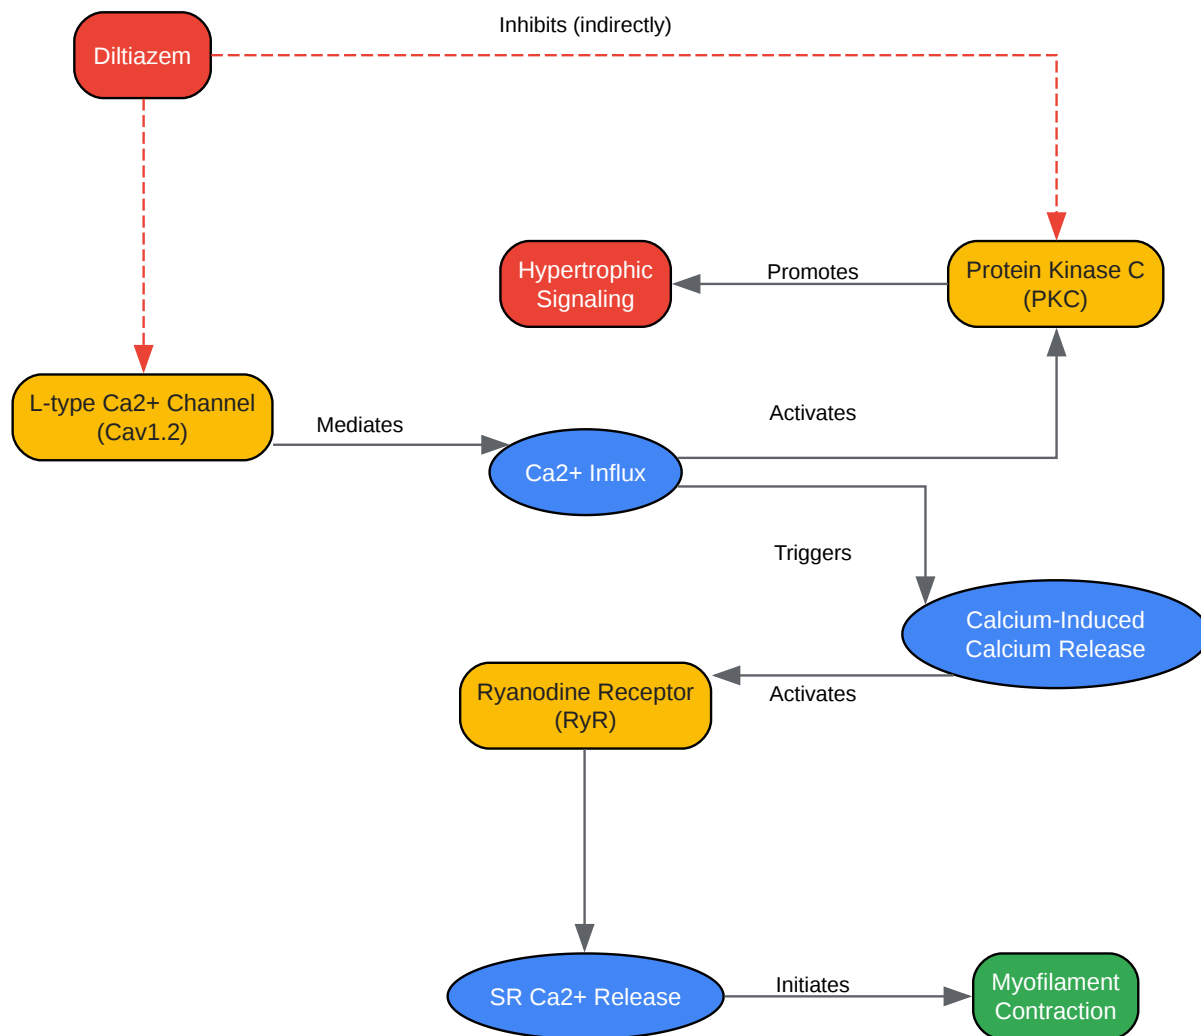 Inhibits (indirectly)
Diltiazem
Hypertrophic
Signaling
Promotes
Protein Kinase C
(PKC)
L-type Ca2+ Channel
(Cav1.2)
Mediates
Activates
Ca2+ Influx
Triggers
Calcium-Induced
Calcium Release
Ryanodine Receptor
(RyR)
Activates
SR Ca2+ Release
Initiates
Myofilament
Contraction